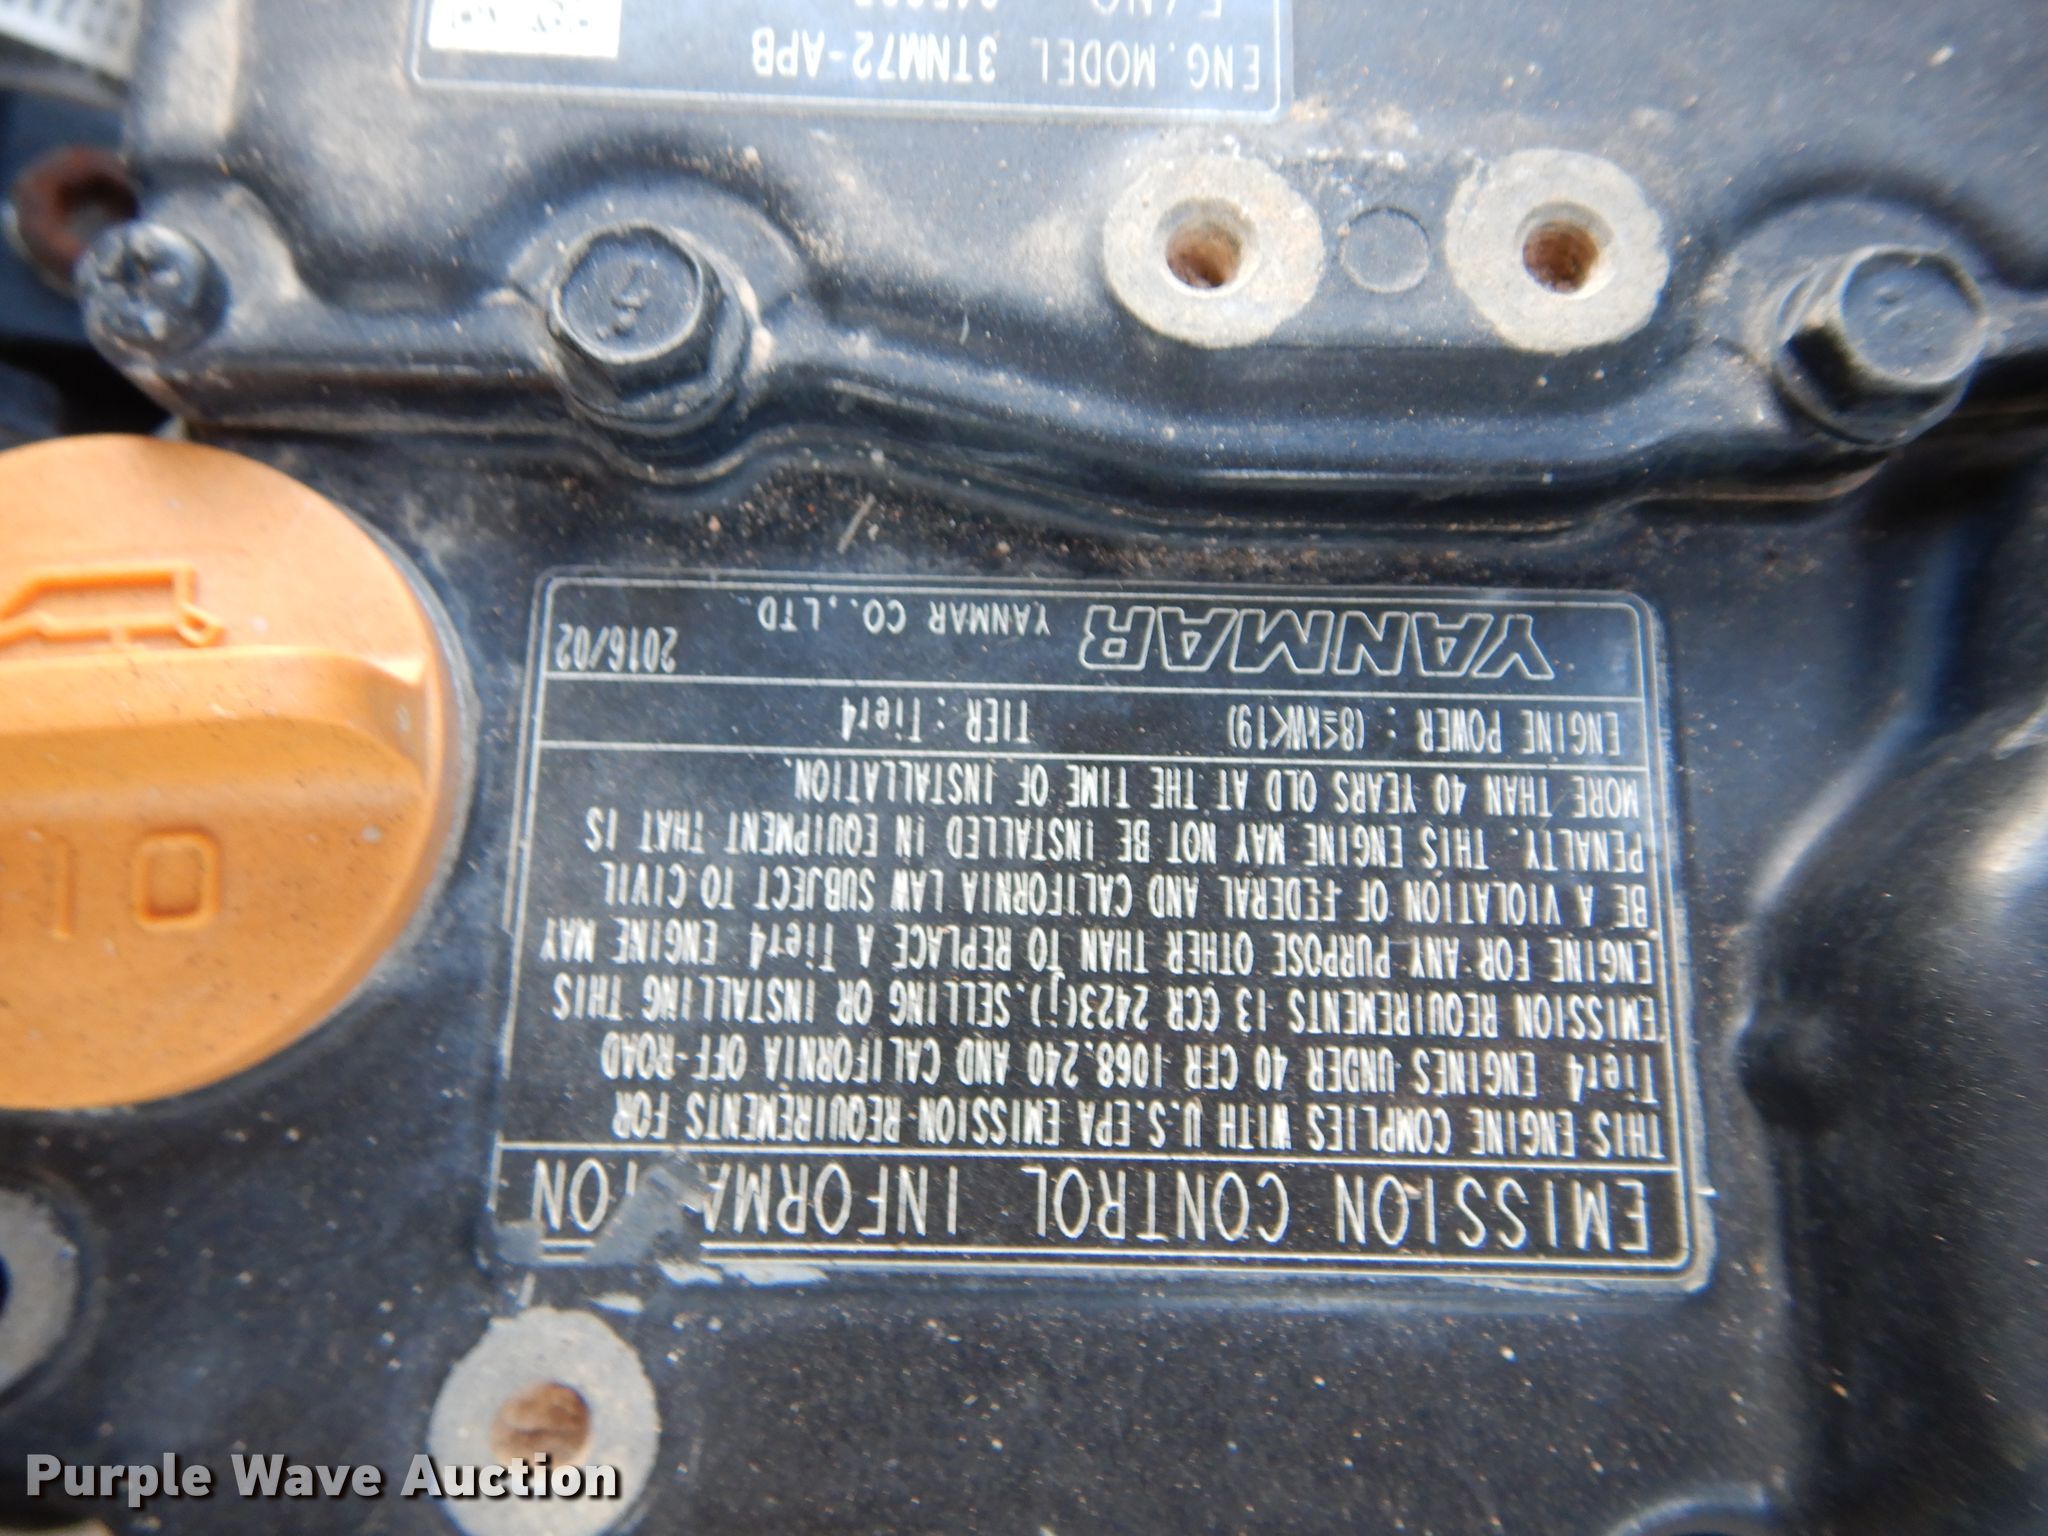 EMISSION CONTROL INFORMA ION
THIS ENGINE COMPLIES WITH U.S.EPA EMISSION REQUIREMENTS FOR
Tier4 ENGINES UNDER 40 CFR 1068.240 AND CALIFORNIA OFF-ROAD
EMISSION REQUIREMENTS 13 CCR 2423(j). SELLING OR INSTALLING THIS
ENGINE FOR ANY PURPOSE OTHER THAN TO REPLACE A Tier4 ENGINE MAY
BE A VIOLATION OF FEDERAL AND CALIFORNIA LAW SUBJECT TO CIVIL
PENALTY. THIS ENGINE MAY NOT BE INSTALLED IN EQUIPMENT THAT IS
MORE THAN 40 YEARS OLD AT THE TIME OF INSTALLATION.
ENGINE POWER : (8≦kW<19) TIER : Tier4
YANMAR YANMAR CO.,LTD. 2016/02
ENG.MODEL 3TNM72-APB
E/NO
Purple Wave Auction